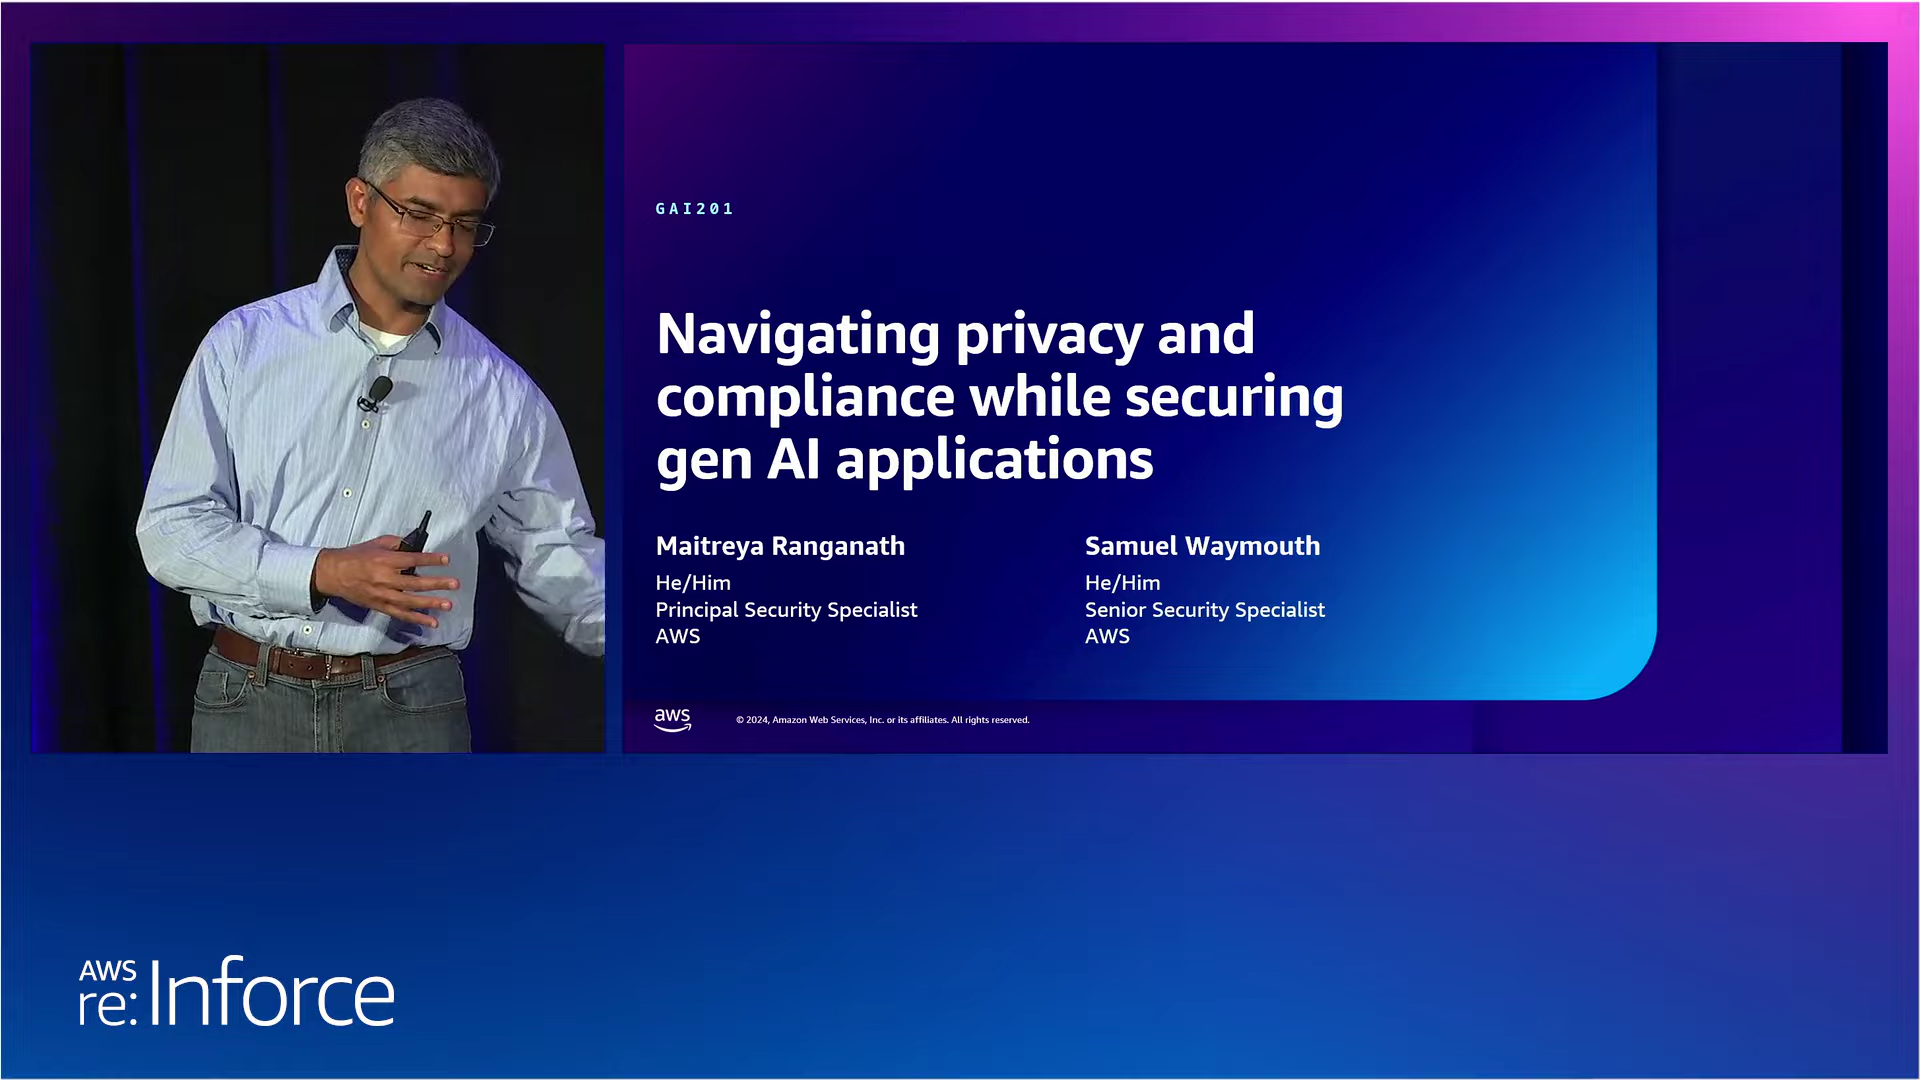 GAI201
Navigating privacy and
compliance while securing
gen AI applications
Maitreya Ranganath
He/Him
Principal Security Specialist
AWS
Samuel Waymouth
He/Him
Senior Security Specialist
AWS
aws
© 2024, Amazon Web Services, Inc. or its affiliates. All rights reserved.
AWS
re:Inforce